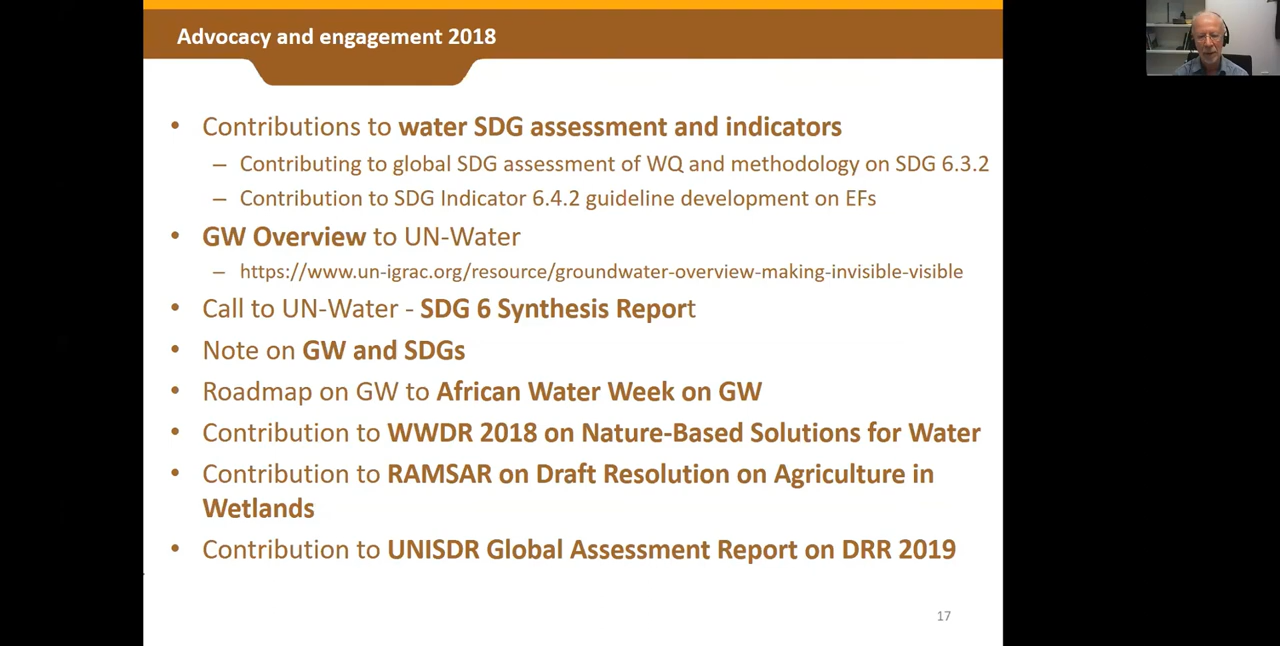 Advocacy and engagement 2018
• Contributions to water SDG assessment and indicators
– Contributing to global SDG assessment of WQ and methodology on SDG 6.3.2
– Contribution to SDG Indicator 6.4.2 guideline development on EFs
• GW Overview to UN-Water
– https://www.un-igrac.org/resource/groundwater-overview-making-invisible-visible
• Call to UN-Water - SDG 6 Synthesis Report
• Note on GW and SDGs
• Roadmap on GW to African Water Week on GW
• Contribution to WWDR 2018 on Nature-Based Solutions for Water
• Contribution to RAMSAR on Draft Resolution on Agriculture in
Wetlands
• Contribution to UNISDR Global Assessment Report on DRR 2019
17